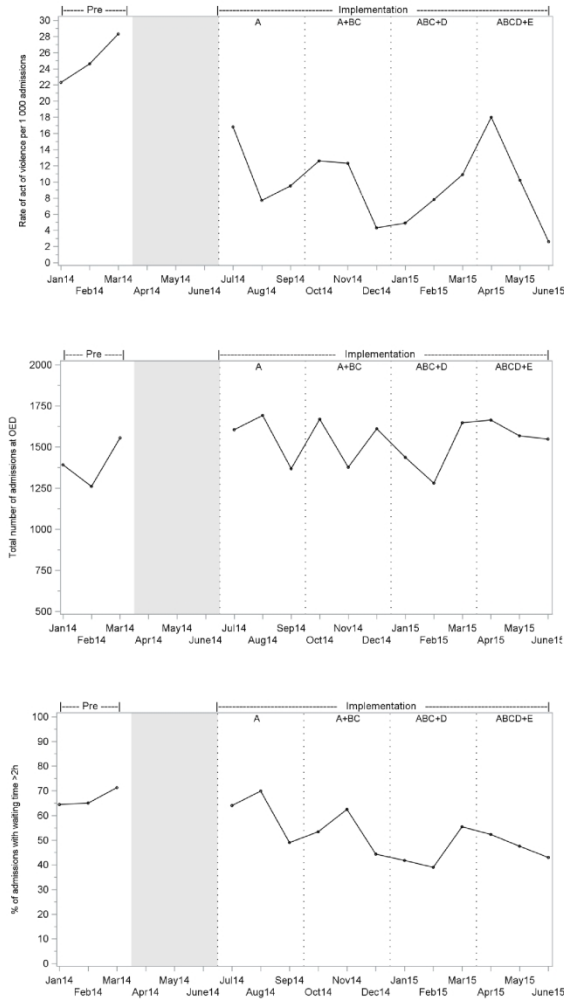 Pre Implementation
A A+BC ABC+D ABCD+E
Rate of act of violence per 1 000 admissions
30
28
26
24
22
20
18
16
14
12
10
8
6
4
2
0
Jan14 Mar14 May14 Jul14 Sep14 Nov14 Jan15 Mar15 May15
Feb14 Apr14 June14 Aug14 Oct14 Dec14 Feb15 Apr15 June15
Pre Implementation
A A+BC ABC+D ABCD+E
Total number of admissions at OED
2000
1750
1500
1250
1000
750
500
Jan14 Mar14 May14 Jul14 Sep14 Nov14 Jan15 Mar15 May15
Feb14 Apr14 June14 Aug14 Oct14 Dec14 Feb15 Apr15 June15
Pre Implementation
A A+BC ABC+D ABCD+E
% of admissions with waiting time >2h
100
90
80
70
60
50
40
30
20
10
0
Jan14 Mar14 May14 Jul14 Sep14 Nov14 Jan15 Mar15 May15
Feb14 Apr14 June14 Aug14 Oct14 Dec14 Feb15 Apr15 June15